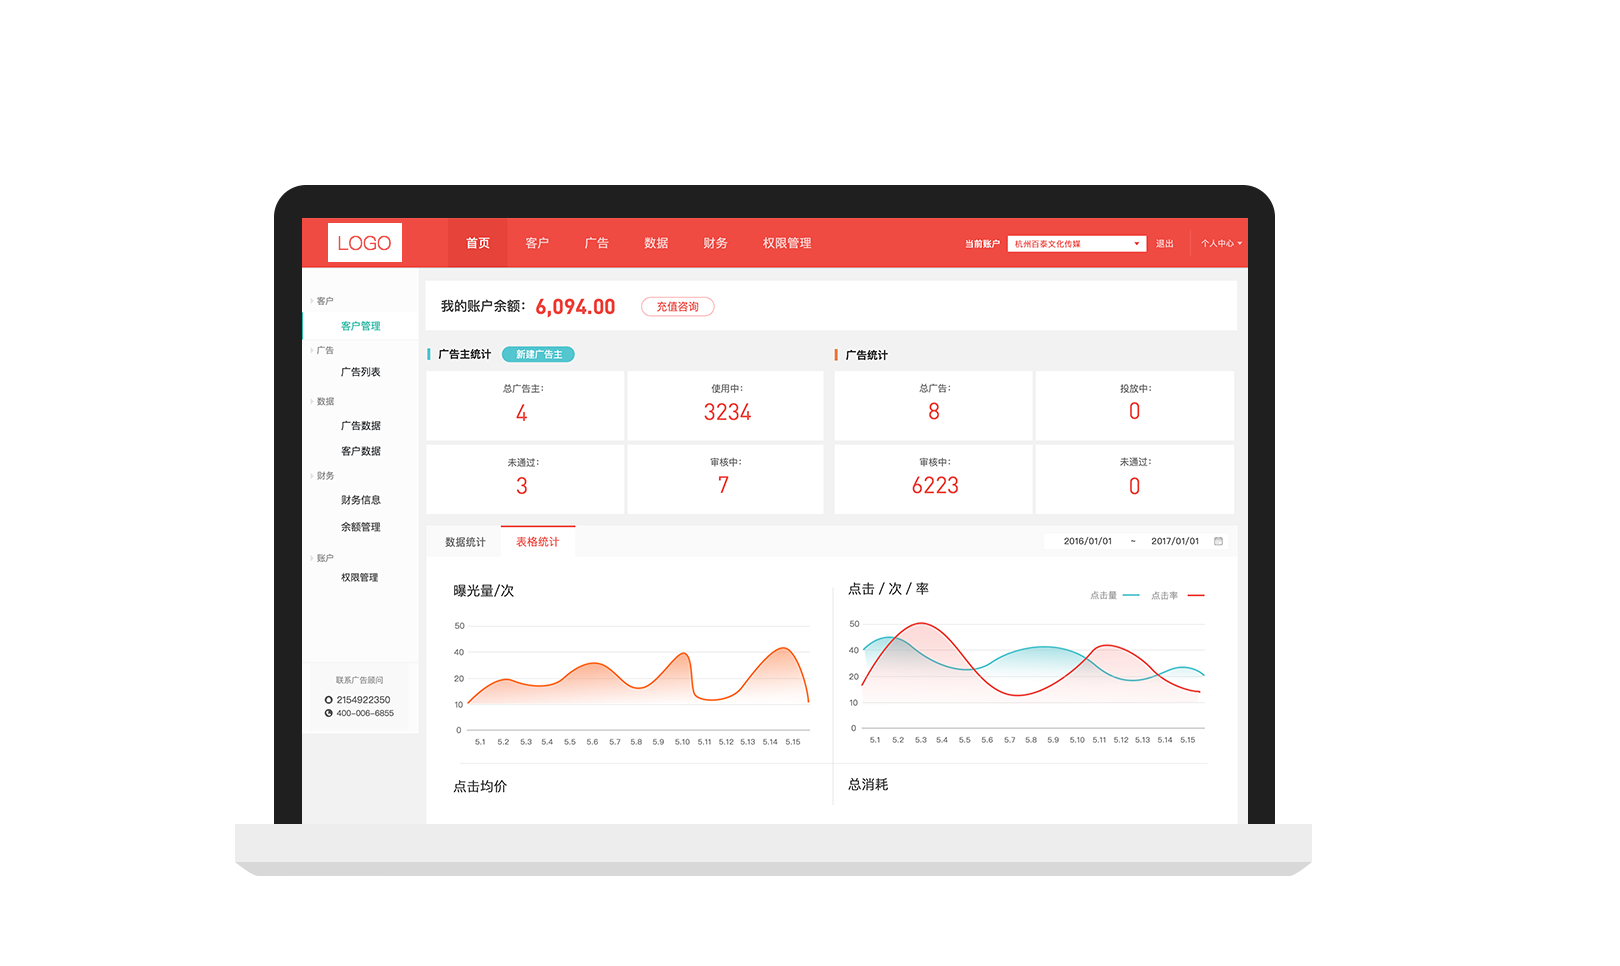 LOGO
首页 客户 广告 数据 财务 权限管理 当前账户 杭州百泰文化传媒 退出 个人中心
客户
客户管理
广告
广告列表
数据
广告数据
客户数据
财务
财务信息
余额管理
账户
权限管理
联系广告顾问
2154922350
400-006-6855
我的账户余额: 6,094.00 充值咨询
广告主统计 新建广告主
总广告主:
4
使用中:
3234
未通过:
3
审核中:
7
广告统计
总广告:
8
投放中:
0
审核中:
6223
未通过:
0
数据统计 表格统计 2016/01/01 ~ 2017/01/01
曝光量/次
50
40
20
10
0
5.1 5.2 5.3 5.4 5.5 5.6 5.7 5.8 5.9 5.10 5.11 5.12 5.13 5.14 5.15
点击 / 次 / 率
点击量 点击率
50
40
20
10
0
5.1 5.2 5.3 5.4 5.5 5.6 5.7 5.8 5.9 5.10 5.11 5.12 5.13 5.14 5.15
点击均价
总消耗